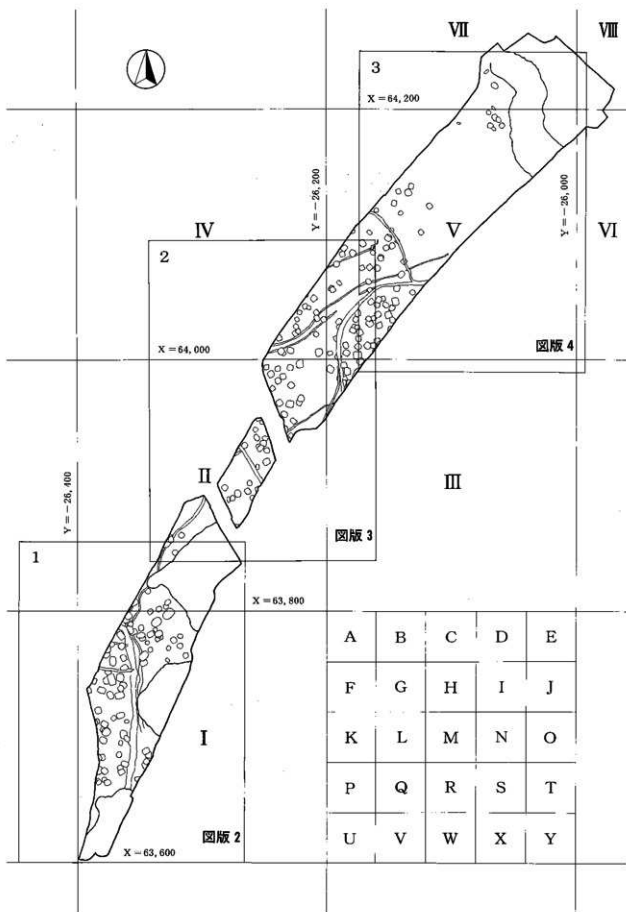 VII VIII
3
X=64,200
Y=-26,200
Y=-26,000
IV V VI
2
X=64,000
図版 4
Y=-26,400
II III
図版 3
1
X=63,800
A B C D E
F G H I J
K L M N O
P Q R S T
U V W X Y
I
図版 2
X=63,600